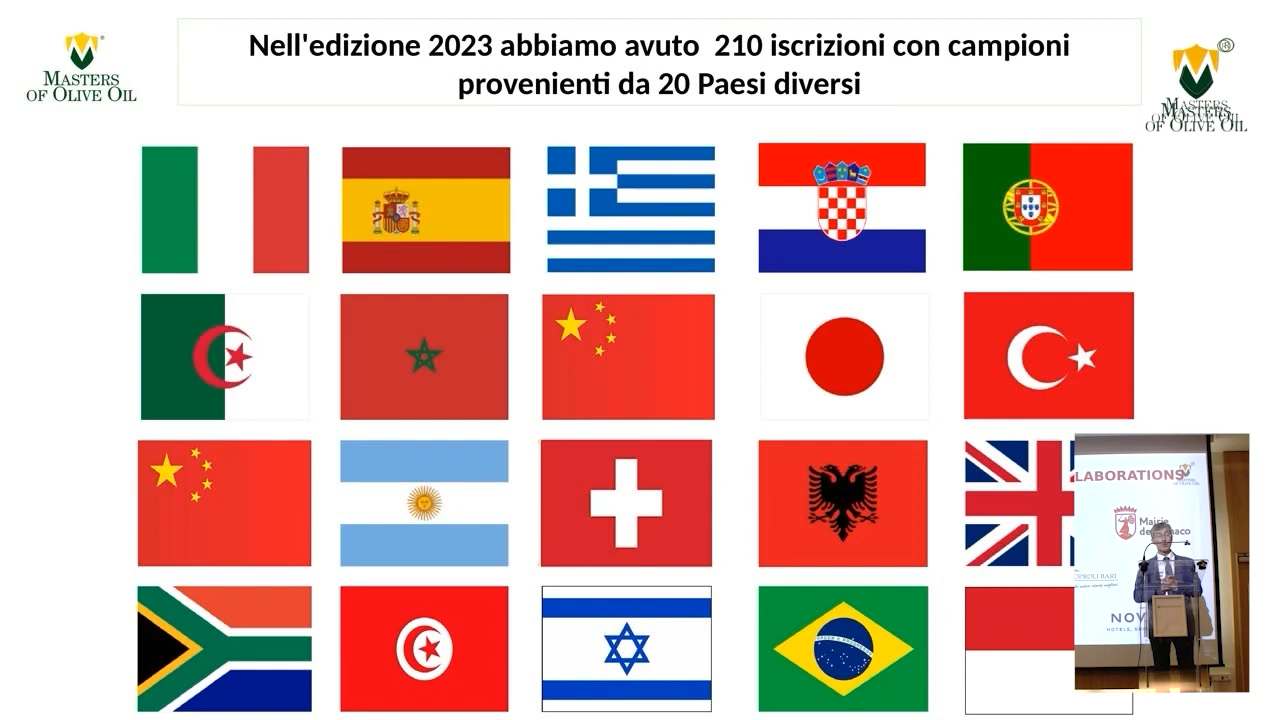 Nell'edizione 2023 abbiamo avuto  210 iscrizioni con campioni
provenienti da 20 Paesi diversi
MASTERS
OF OLIVE OIL
MASTERS
OF OLIVE OIL
LABORATIONS
Mairie
NOV